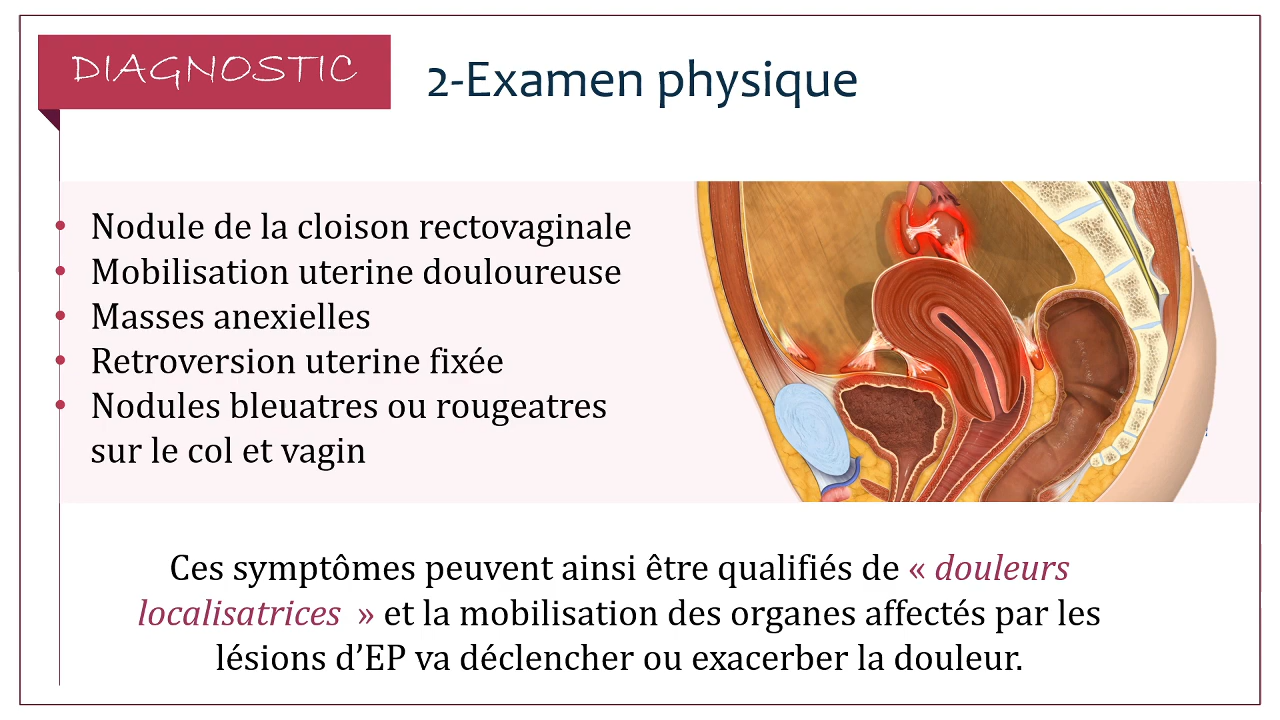 DIAGNOSTIC
2-Examen physique
• Nodule de la cloison rectovaginale
• Mobilisation uterine douloureuse
• Masses anexielles
• Retroversion uterine fixée
• Nodules bleuatres ou rougeatres
sur le col et vagin
Ces symptômes peuvent ainsi être qualifiés de « douleurs
localisatrices » et la mobilisation des organes affectés par les
lésions d’EP va déclencher ou exacerber la douleur.